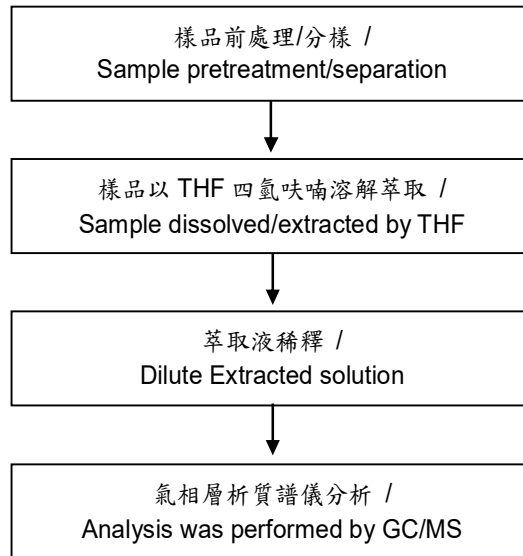 樣品前處理/分樣 /
Sample pretreatment/separation
樣品以 THF 四氫呋喃溶解萃取 /
Sample dissolved/extracted by THF
萃取液稀釋 /
Dilute Extracted solution
氣相層析質譜儀分析 /
Analysis was performed by GC/MS